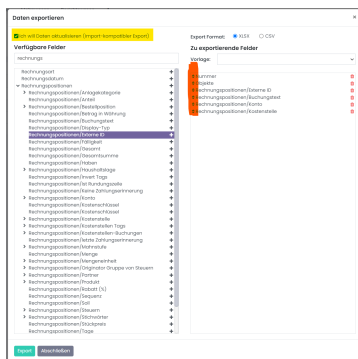 Daten exportieren
×
Ich will Daten aktualisieren (Import-kompatibler Export)
Export Format:
XLSX
CSV
Verfügbare Felder
Zu exportierende Felder
rechnungs
Vorlage:
Rechnungsart
Rechnungsdatum
Rechnungspositionen
Rechnungspositionen/Anlagekategorie
Rechnungspositionen/Anteil
Rechnungspositionen/Bestellposition
Rechnungspositionen/Betrag in Währung
Rechnungspositionen/Buchungstext
Rechnungspositionen/Display-Typ
Rechnungspositionen/Externe ID
Rechnungspositionen/Fälligkeit
Rechnungspositionen/Gesamt
Rechnungspositionen/Gesamtsumme
Rechnungspositionen/Haben
Rechnungspositionen/Haushaltslage
Rechnungspositionen/Invert Tags
Rechnungspositionen/Ist Rundungszeile
Rechnungspositionen/Keine Zahlungserinnerung
Rechnungspositionen/Konto
Rechnungspositionen/Kostenschlüssel
Rechnungspositionen/Kostenschlüssel
Rechnungspositionen/Kostenstelle
Rechnungspositionen/Kostenstellen Tags
Rechnungspositionen/Kostenstellen-Buchungen
Rechnungspositionen/letzte Zahlungserinnerung
Rechnungspositionen/Mahnstufe
Rechnungspositionen/Menge
Rechnungspositionen/Mengeneinheit
Rechnungspositionen/Originator Gruppe von Steuern
Rechnungspositionen/Partner
Rechnungspositionen/Produkt
Rechnungspositionen/Rabatt (%)
Rechnungspositionen/Sequenz
Rechnungspositionen/Soll
Rechnungspositionen/Steuern
Rechnungspositionen/Stichwörter
Rechnungspositionen/Stückpreis
Rechnungspositionen/Tage
Nummer
Objekte
Rechnungspositionen/Externe ID
Rechnungspositionen/Buchungstext
Rechnungspositionen/Konto
Rechnungspositionen/Kostenstelle
Export
Abschließen